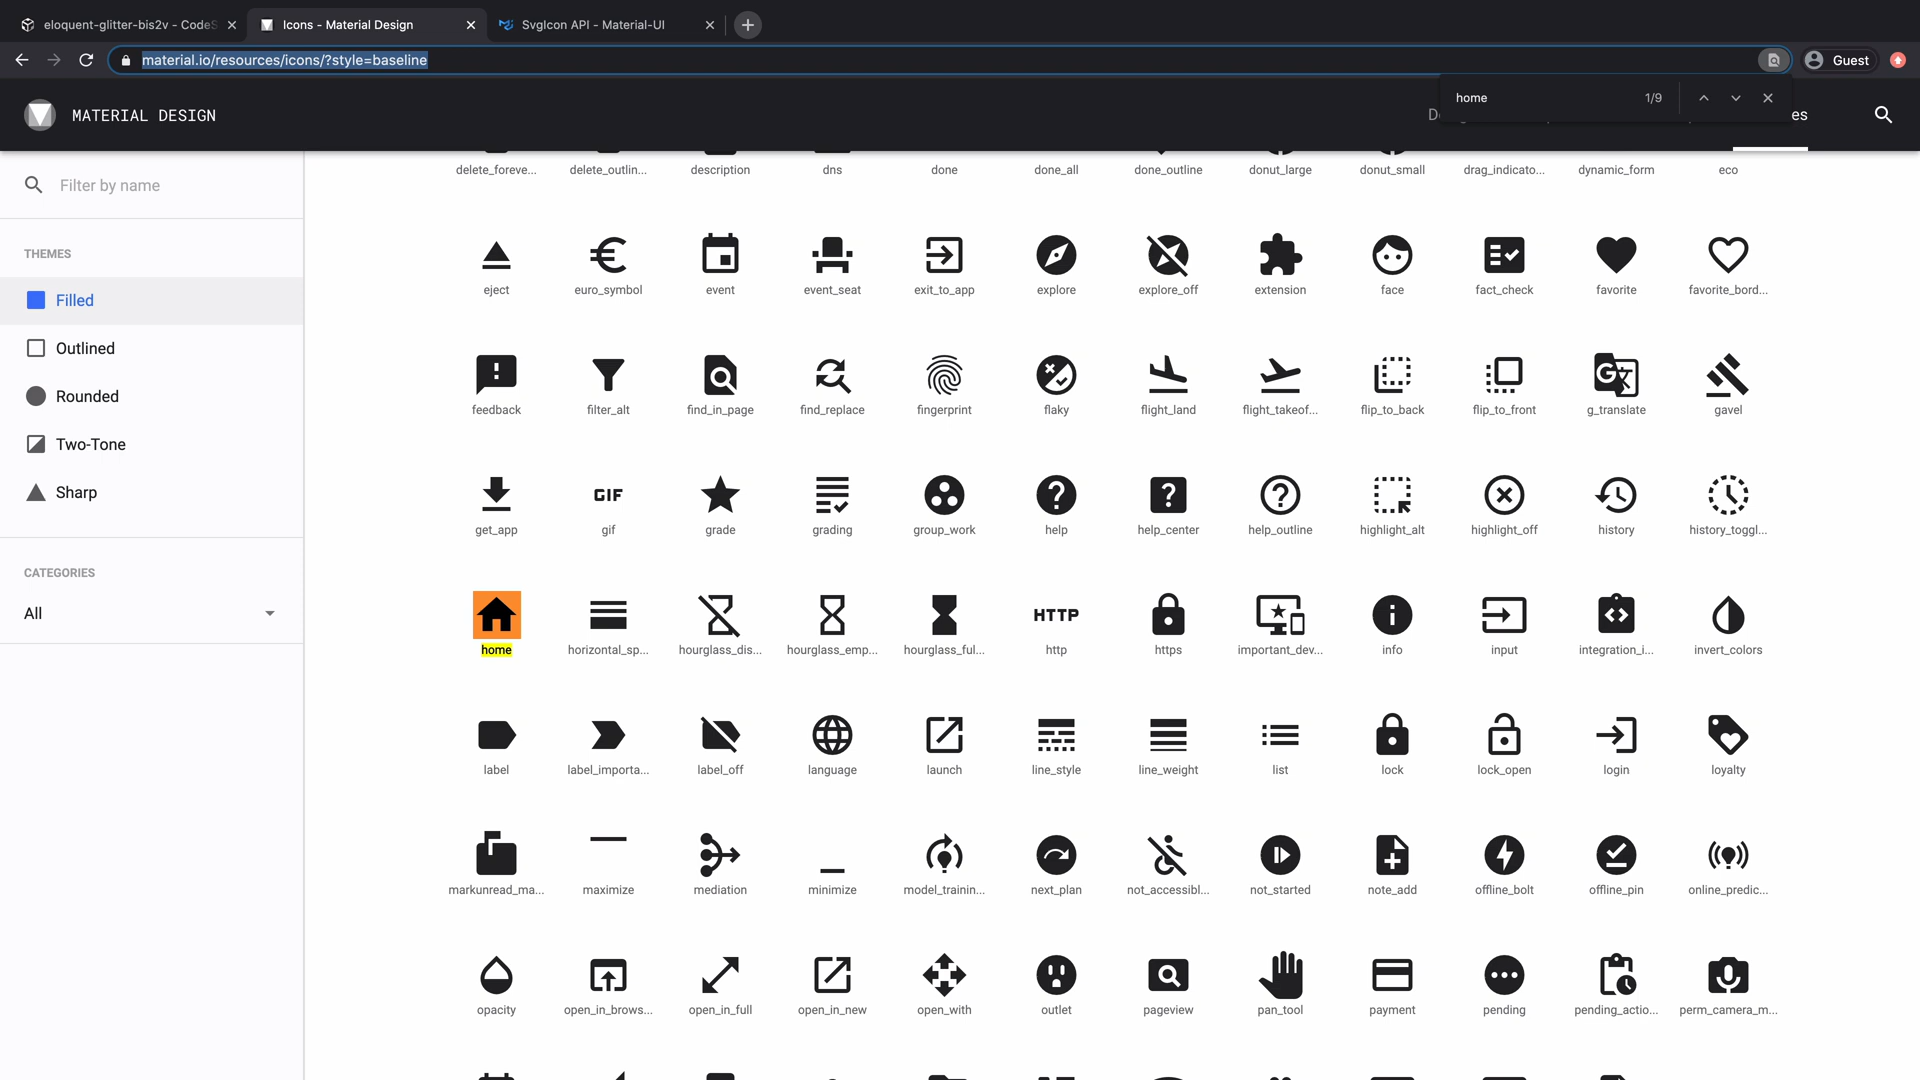 eloquent-glitter-bis2v - CodeS
Icons - Material Design
SvgIcon API - Material-UI
material.io/resources/icons/?style=baseline
Guest
home 1/9
MATERIAL DESIGN
es
Filter by name
THEMES
Filled
Outlined
Rounded
Two-Tone
Sharp
CATEGORIES
All
delete_foreve... delete_outlin... description dns done done_all done_outline donut_large donut_small drag_indicato... dynamic_form eco
eject euro_symbol event event_seat exit_to_app explore explore_off extension face fact_check favorite favorite_bord...
feedback filter_alt find_in_page find_replace fingerprint flaky flight_land flight_takeof... flip_to_back flip_to_front g_translate gavel
GIF
get_app gif grade grading group_work help help_center help_outline highlight_alt highlight_off history history_toggl...
HTTP
home horizontal_sp... hourglass_dis... hourglass_emp... hourglass_ful... http https important_dev... info input integration_i... invert_colors
label label_importa... label_off language launch line_style line_weight list lock lock_open login loyalty
markunread_ma... maximize mediation minimize model_trainin... next_plan not_accessibl... not_started note_add offline_bolt offline_pin online_predic...
opacity open_in_brows... open_in_full open_in_new open_with outlet pageview pan_tool payment pending pending_actio... perm_camera_m...